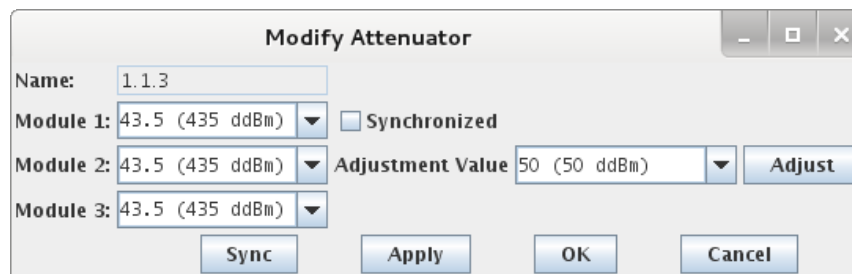 Modify Attenuator
Name: 1.1.3
Module 1: 43.5 (435 ddBm) Synchronized
Module 2: 43.5 (435 ddBm) Adjustment Value 50 (50 ddBm) Adjust
Module 3: 43.5 (435 ddBm)
Sync Apply OK Cancel